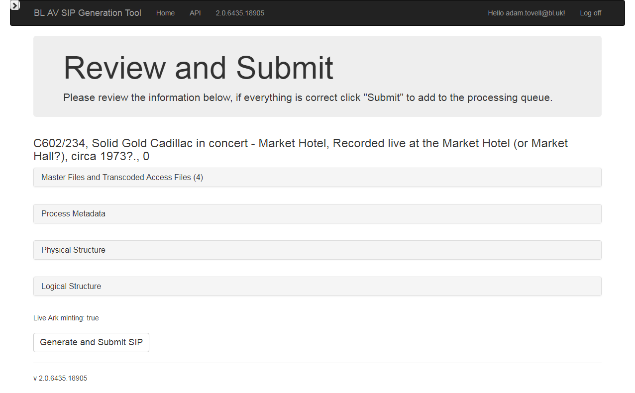 BL AV SIP Generation Tool Home API 2.0.6435.18905 Hello adam.tovell@bl.uk! Log off
Review and Submit
Please review the information below, if everything is correct click "Submit" to add to the processing queue.
C602/234, Solid Gold Cadillac in concert - Market Hotel, Recorded live at the Market Hotel (or Market
Hall?), circa 1973?., 0
Master Files and Transcoded Access Files (4)
Process Metadata
Physical Structure
Logical Structure
Live Ark minting: true
Generate and Submit SIP
v 2.0.6435.18905